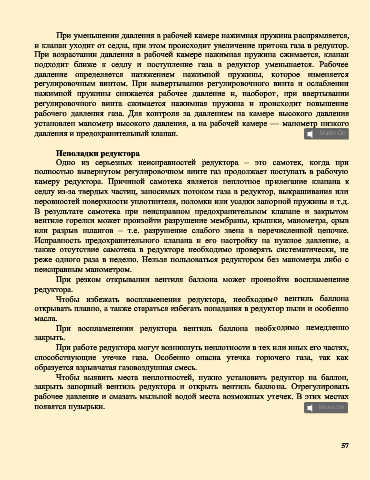 При уменьшении давления в рабочей камере нажимная пружина распрямляется,
и клапан уходит от седла, при этом происходит увеличение притока газа в редуктор.
При возрастании давления в рабочей камере нажимная пружина сжимается, клапан
подходит ближе к седлу и поступление газа в редуктор уменьшается. Рабочее
давление определяется натяжением нажимной пружины, которое изменяется
регулировочным винтом. При вывертывании регулировочного винта и ослаблении
нажимной пружины снижается рабочее давление и, наоборот, при ввертывании
регулировочного винта сжимается нажимная пружина и происходит повышение
рабочего давления газа. Для контроля за давлением на камере высокого давления
установлен манометр высокого давления, а на рабочей камере — манометр низкого
давления и предохранительный клапан.
Неполадки редуктора
Одно из серьезных неисправностей редуктора – это самотек, когда при
полностью вывернутом регулировочном винте газ продолжает поступать в рабочую
камеру редуктора. Причиной самотека является неплотное прилегание клапана к
седлу из-за твердых частиц, заносимых потоком газа в редуктор, выкрашивания или
неровностей поверхности уплотнителя, поломки или усадки запорной пружины и т.д.
В результате самотека при неисправном предохранительном клапане и закрытом
вентиле горелки может произойти разрушение мембраны, крышки, манометра, срыв
или разрыв шлангов – т.е. разрушение слабого звена в перечисленной цепочке.
Исправность предохранительного клапана и его настройку на нужное давление, а
также отсутствие самотека в редукторе необходимо проверять систематически, не
реже одного раза в неделю. Нельзя пользоваться редуктором без манометра либо с
неисправным манометром.
При резком открывании вентиля баллона может произойти воспламенение
редуктора.
Чтобы избежать воспламенения редуктора, необходимо вентиль баллона
открывать плавно, а также стараться избегать попадания в редуктор пыли и особенно
масла.
При воспламенении редуктора вентиль баллона необходимо немедленно
закрыть.
При работе редуктора могут возникнуть неплотности в тех или иных его частях,
способствующие утечке газа. Особенно опасна утечка горючего газа, так как
образуется взрывчатая газовоздушная смесь.
Чтобы выявить места неплотностей, нужно установить редуктор на баллон,
закрыть запорный вентиль редуктора и открыть вентиль баллона. Отрегулировать
рабочее давление и смазать мыльной водой места возможных утечек. В этих местах
появятся пузырьки.
57